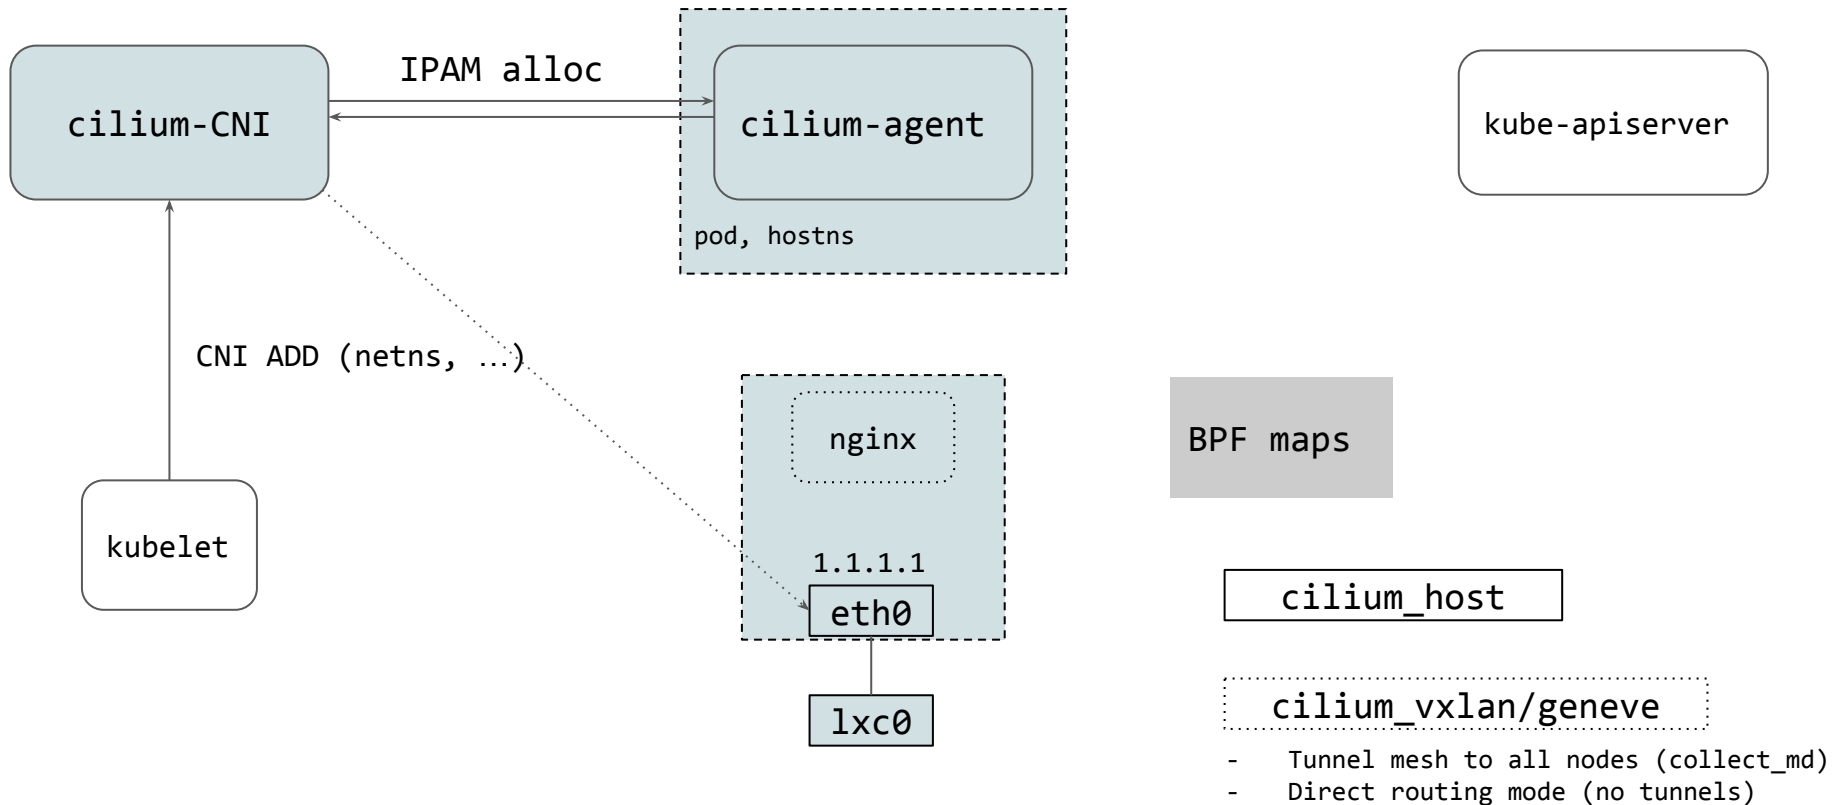 IPAM alloc
cilium-CNI
cilium-agent
kube-apiserver
pod, hostns
CNI ADD (netns, …)
nginx
BPF maps
kubelet
1.1.1.1
eth0
cilium_host
lxc0
cilium_vxlan/geneve
- Tunnel mesh to all nodes (collect_md)
- Direct routing mode (no tunnels)